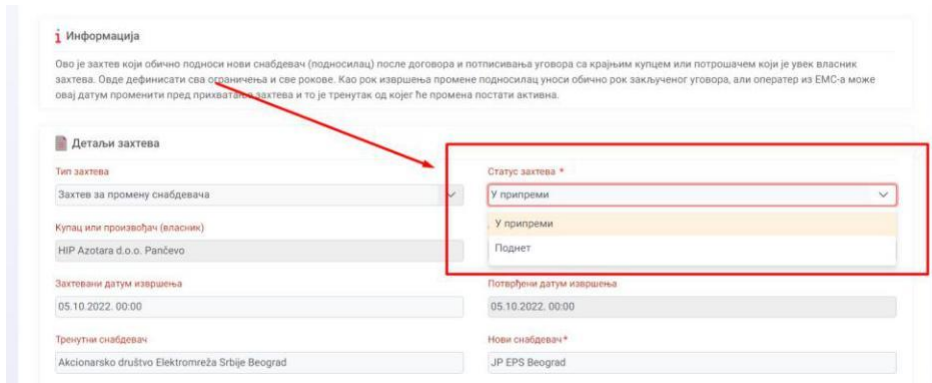 Информација
Ово је захтев који обично подноси нови снабдевач (подносилац) после договора и потписивања уговора са крајњим купцем или потрошачем који је увек власник
захтева. Овде дефинисати сва ограничења и све рокове. Као рок извршења промене подносилац уноси обично рок закљученог уговора, али оператер из ЕМС-а може
овај датум променити пред прихватање захтева и то је тренутак од којег ће промена постати активна.
Детаљи захтева
Тип захтева
Статус захтева *
Захтев за промену снабдевача
У припреми
У припреми
Купац или произвођач (власник)
Поднет
HIP Azotara d.o.o. Pančevo
Захтевани датум извршења
Потврђени датум извршења
05.10.2022. 00:00
05.10.2022. 00:00
Тренутни снабдевач
Нови снабдевач*
Akcionarsko društvo Elektromreža Srbije Beograd
JP EPS Beograd